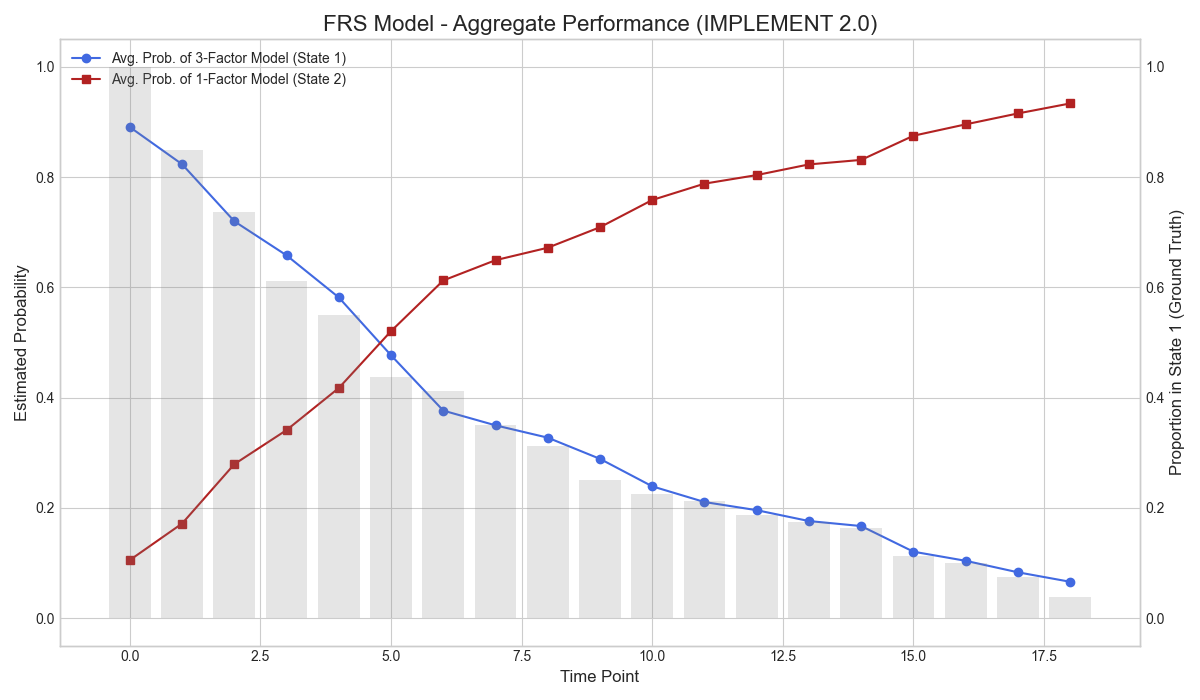 FRS Model - Aggregate Performance (IMPLEMENT 2.0)
Avg. Prob. of 3-Factor Model (State 1)
Avg. Prob. of 1-Factor Model (State 2)
Estimated Probability
1.0
0.8
0.6
0.4
0.2
0.0
1.0
0.8
0.6
0.4
0.2
0.0
Proportion in State 1 (Ground Truth)
0.0 2.5 5.0 7.5 10.0 12.5 15.0 17.5
Time Point